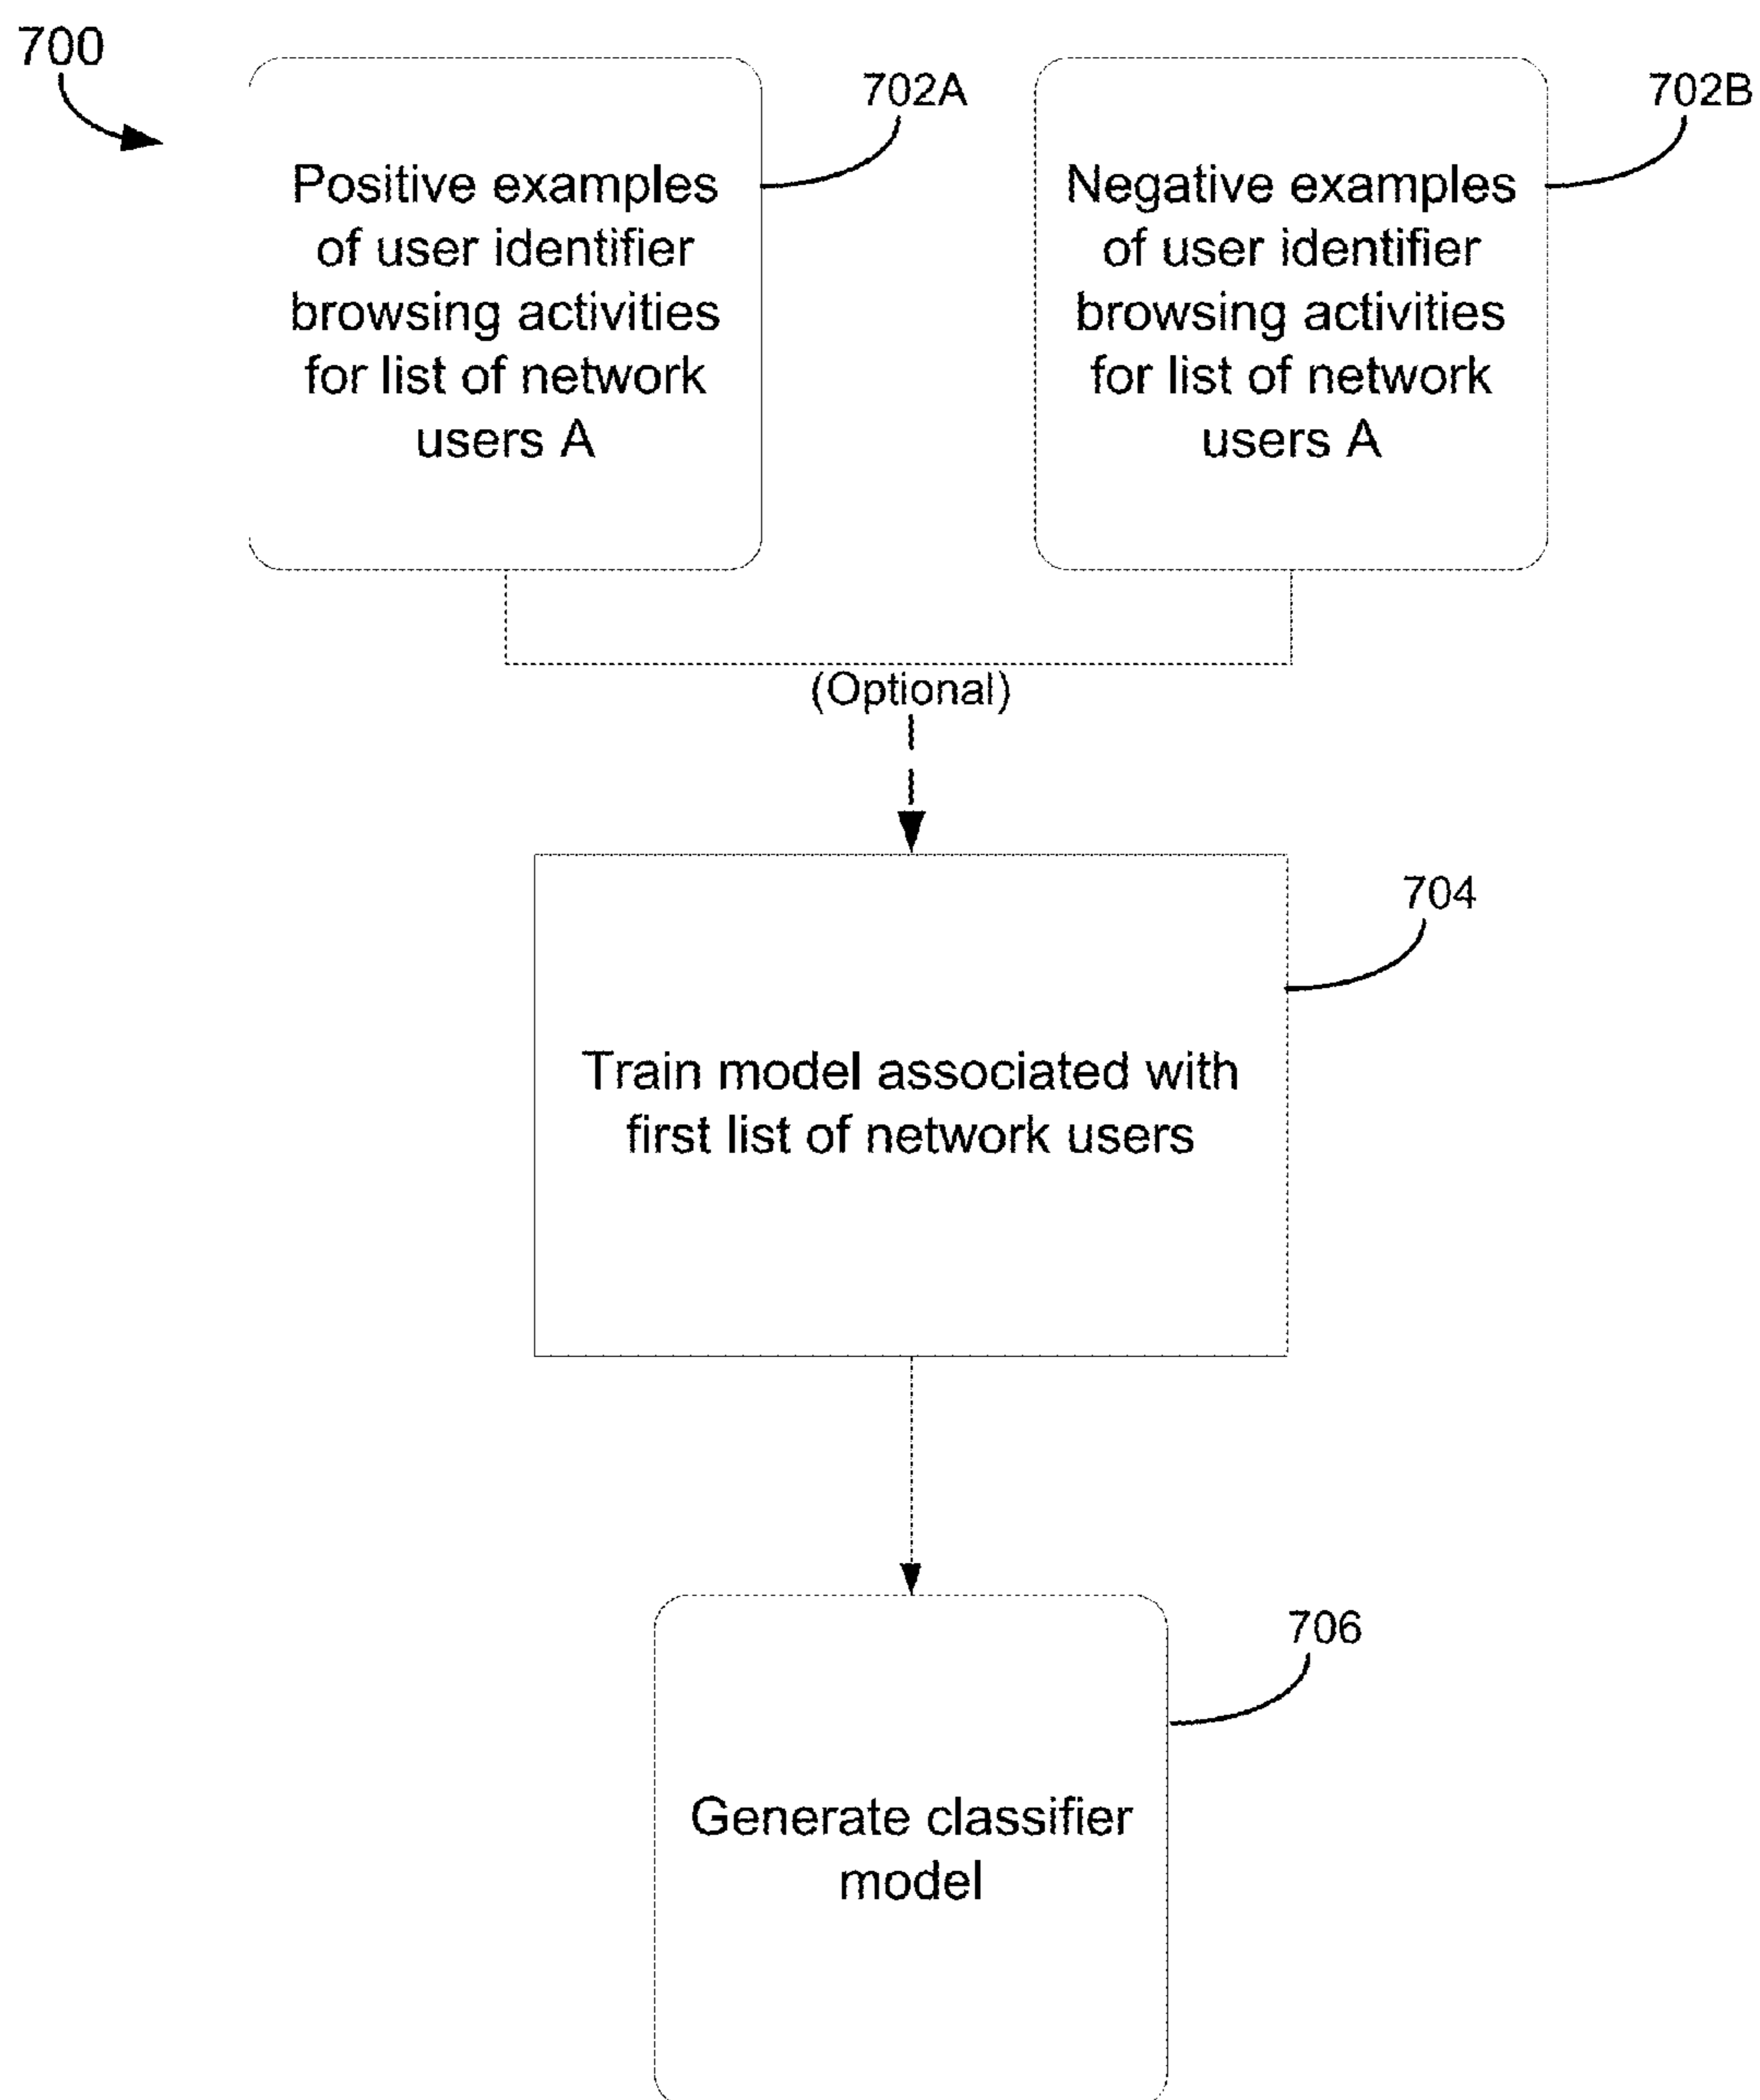 700
702A
702B
Positive examples
of user identifier
browsing activities
for list of network
users A
Negative examples
of user identifier
browsing activities
for list of network
users A
(Optional)
704
Train model associated with
first list of network users
706
Generate classifier
model